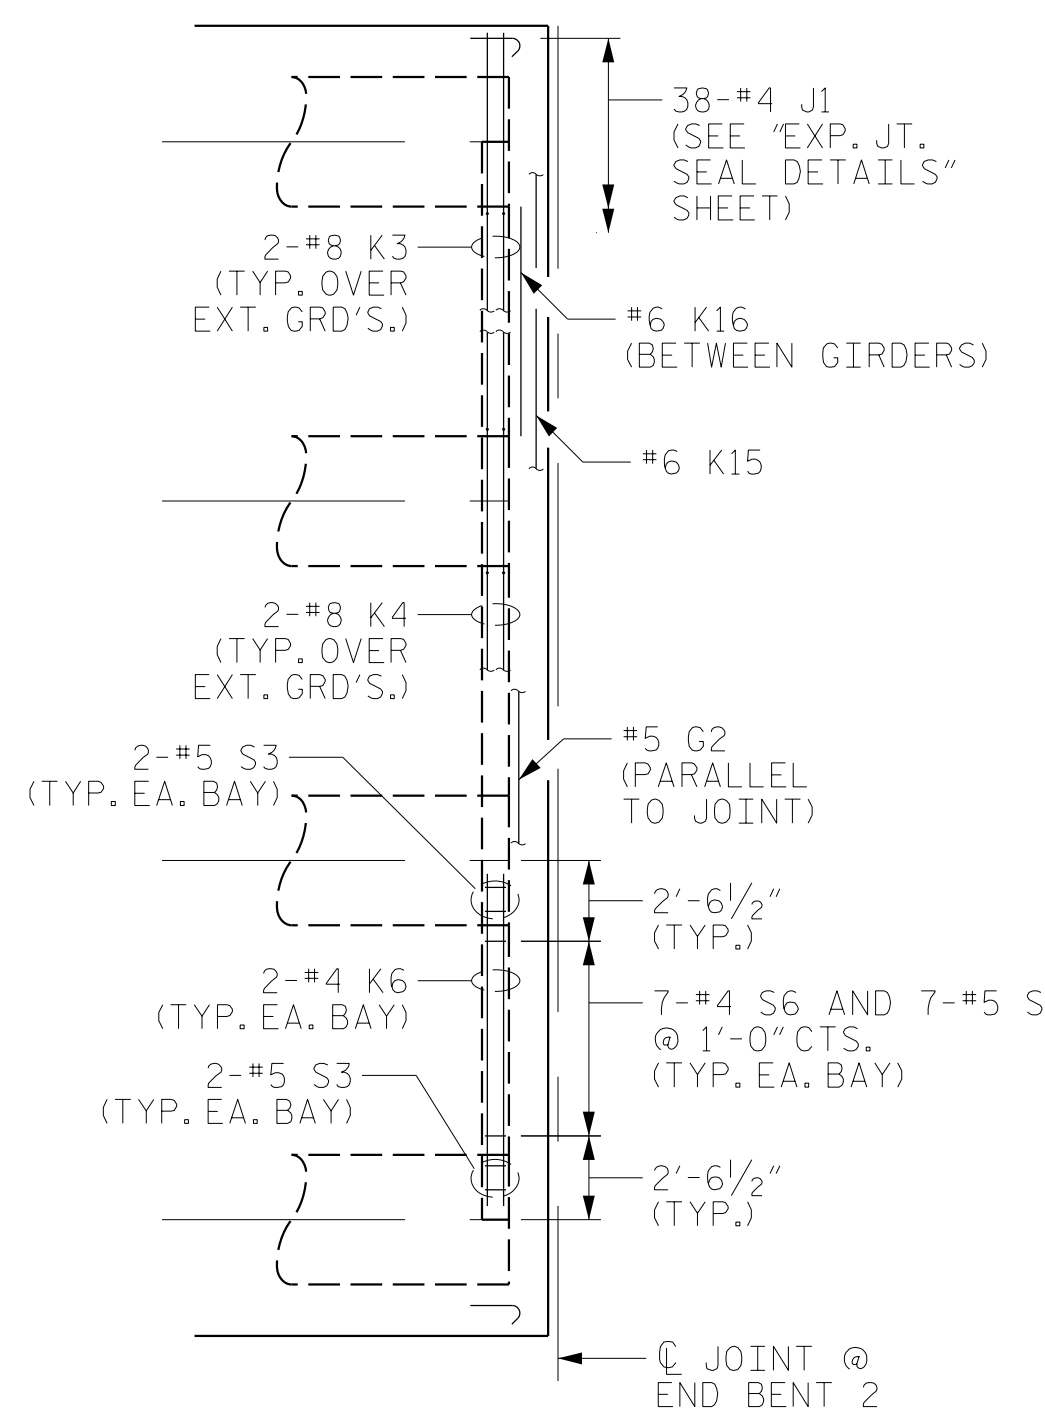 38-#4 J1
(SEE "EXP. JT.
SEAL DETAILS"
SHEET)
2-#8 K3
(TYP. OVER
EXT. GRD'S.)
#6 K16
(BETWEEN GIRDERS)
#6 K15
2-#8 K4
(TYP. OVER
EXT. GRD'S.)
#5 G2
(PARALLEL
TO JOINT)
2-#5 S3
(TYP. EA. BAY)
2'-6½"
(TYP.)
2-#4 K6
(TYP. EA. BAY)
7-#4 S6 AND 7-#5 S
@ 1'-0" CTS.
(TYP. EA. BAY)
2-#5 S3
(TYP. EA. BAY)
2'-6½"
(TYP.)
℄ JOINT @
END BENT 2